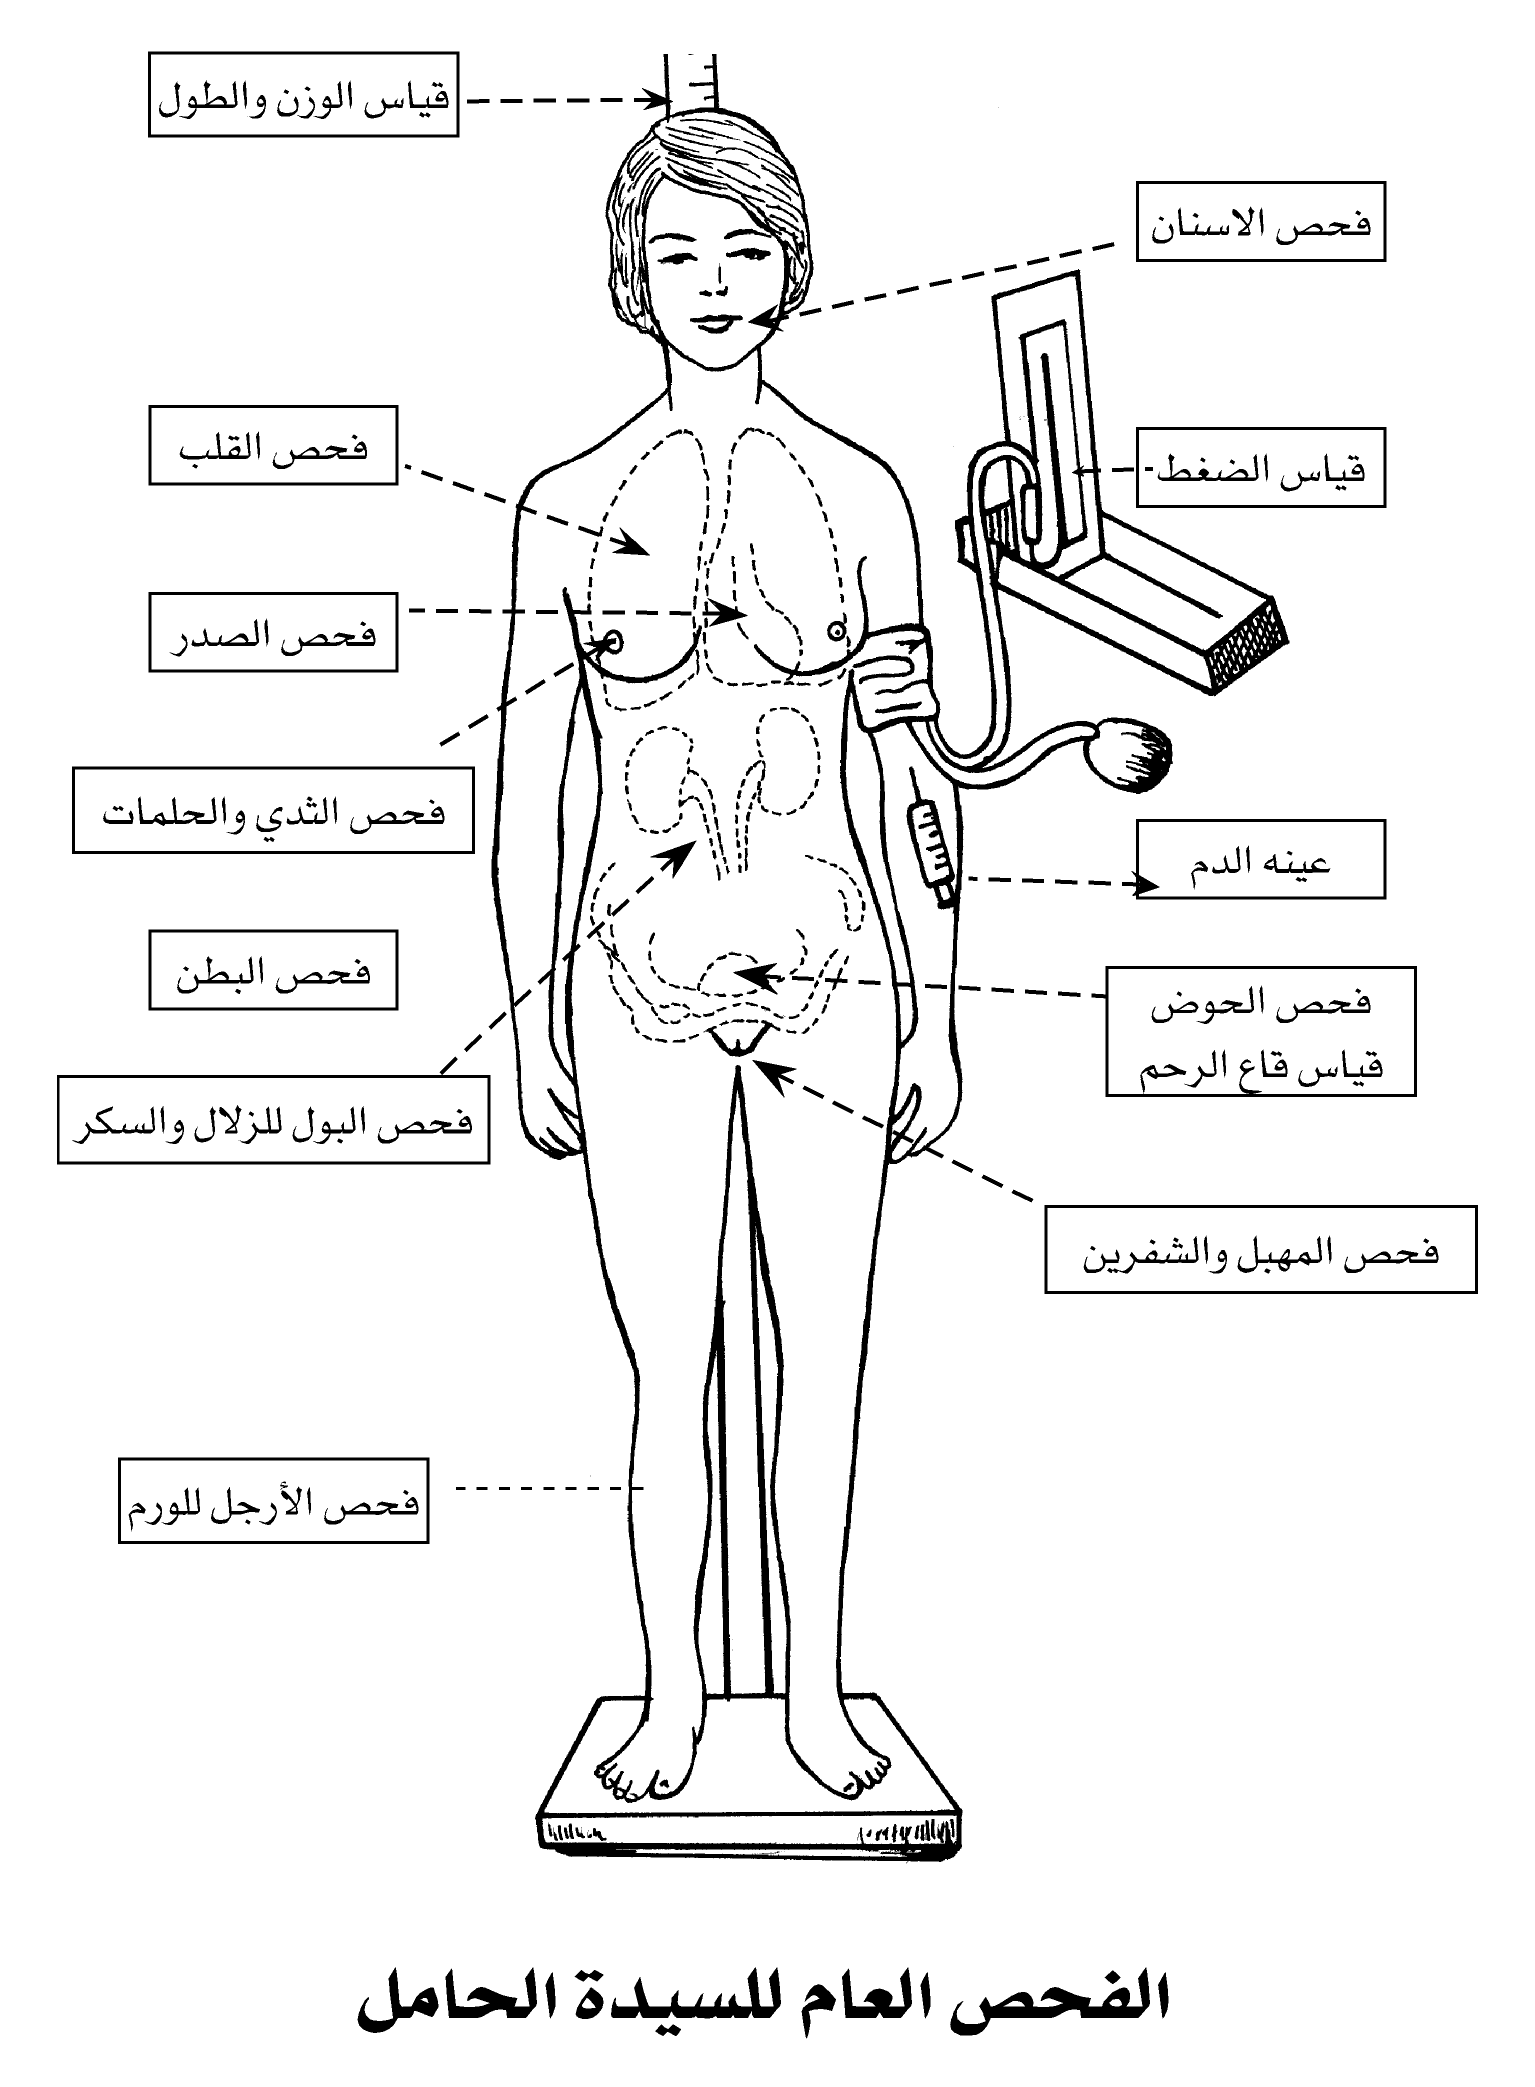 قياس الوزن والطول
فحص الاسنان
فحص القلب
قياس الضغط
فحص الصدر
فحص الثدي والحلمات
عينه الدم
فحص البطن
فحص الحوض
قياس قاع الرحم
فحص البول للزلال والسكر
فحص المهبل والشفرين
فحص الأرجل للورم
الفحص العام للسيدة الحامل